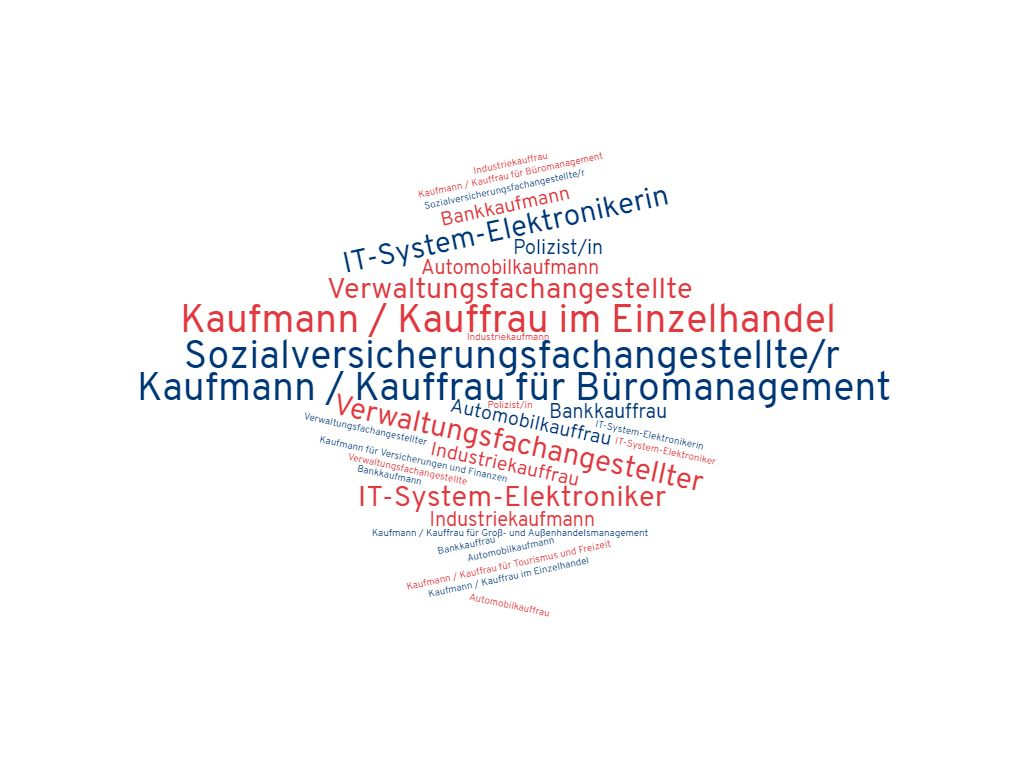 Industriekauffrau
Kaufmann / Kauffrau für Büromanagement
Sozialversicherungsfachangestellte/r
Bankkaufmann
IT-System-Elektronikerin
Polizist/in
Automobilkaufmann
Verwaltungsfachangestellte
Kaufmann / Kauffrau im Einzelhandel
Industriekaufmann
Sozialversicherungsfachangestellte/r
Kaufmann / Kauffrau für Büromanagement
Verwaltungsfachangestellter
Polizist/in
Automobilkauffrau
Bankkauffrau
Verwaltungsfachangestellter
IT-System-Elektronikerin
IT-System-Elektroniker
Kaufmann für Versicherungen und Finanzen
Industriekauffrau
Verwaltungsfachangestellte
Bankkaufmann
IT-System-Elektroniker
Industriekaufmann
Kaufmann / Kauffrau für Groß- und Außenhandelsmanagement
Bankkauffrau
Automobilkaufmann
Kaufmann / Kauffrau für Tourismus und Freizeit
Kaufmann / Kauffrau im Einzelhandel
Automobilkauffrau